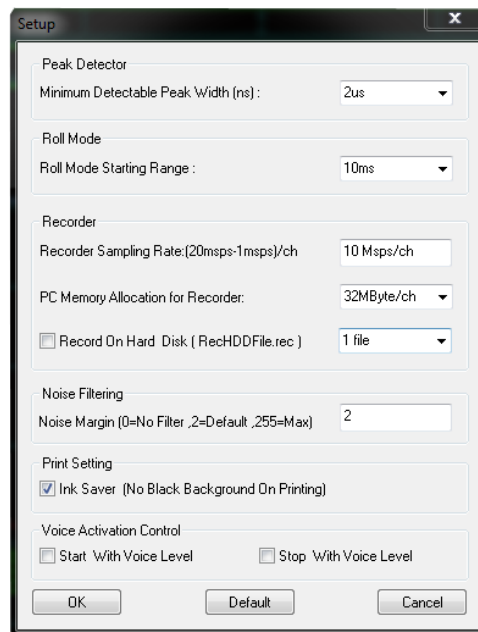 Setup
x
Peak Detector
Minimum Detectable Peak Width (ns) :
2us
Roll Mode
Roll Mode Starting Range :
10ms
Recorder
Recorder Sampling Rate:(20msps-1msps)/ch
10 Msps/ch
PC Memory Allocation for Recorder:
32MByte/ch
Record On Hard Disk ( RecHDDFile.rec )
1 file
Noise Filtering
Noise Margin (0=No Filter ,2=Default ,255=Max)
2
Print Setting
Ink Saver (No Black Background On Printing)
Voice Activation Control
Start With Voice Level
Stop With Voice Level
OK
Default
Cancel